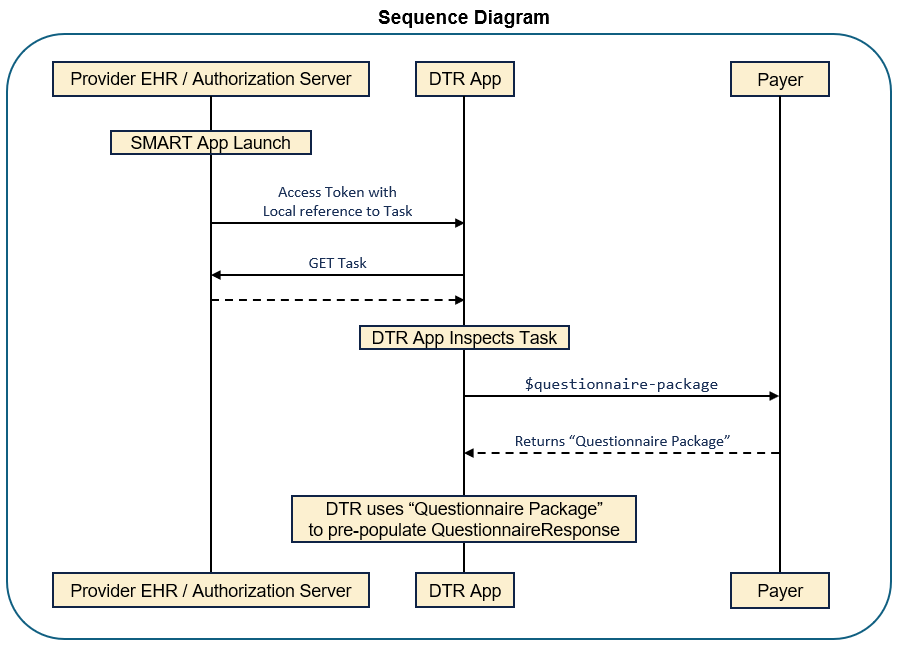 Sequence Diagram
Provider EHR / Authorization Server
DTR App
Payer
SMART App Launch
Access Token with
Local reference to Task
GET Task
DTR App Inspects Task
$questionnaire-package
Returns “Questionnaire Package”
DTR uses “Questionnaire Package”
to pre-populate QuestionnaireResponse
Provider EHR / Authorization Server
DTR App
Payer